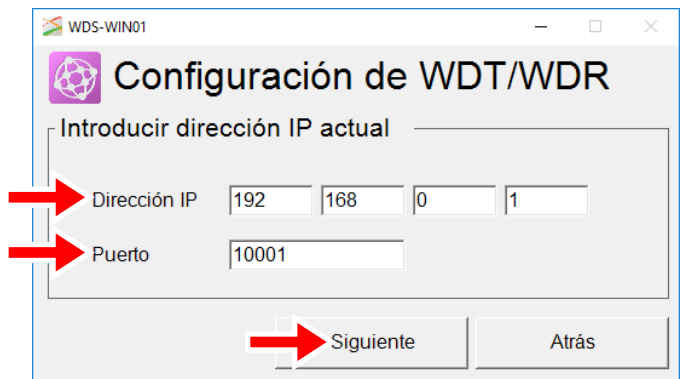 WDS-WIN01
Configuración de WDT/WDR
Introducir dirección IP actual
Dirección IP 192 168 0 1
Puerto 10001
Siguiente Atrás